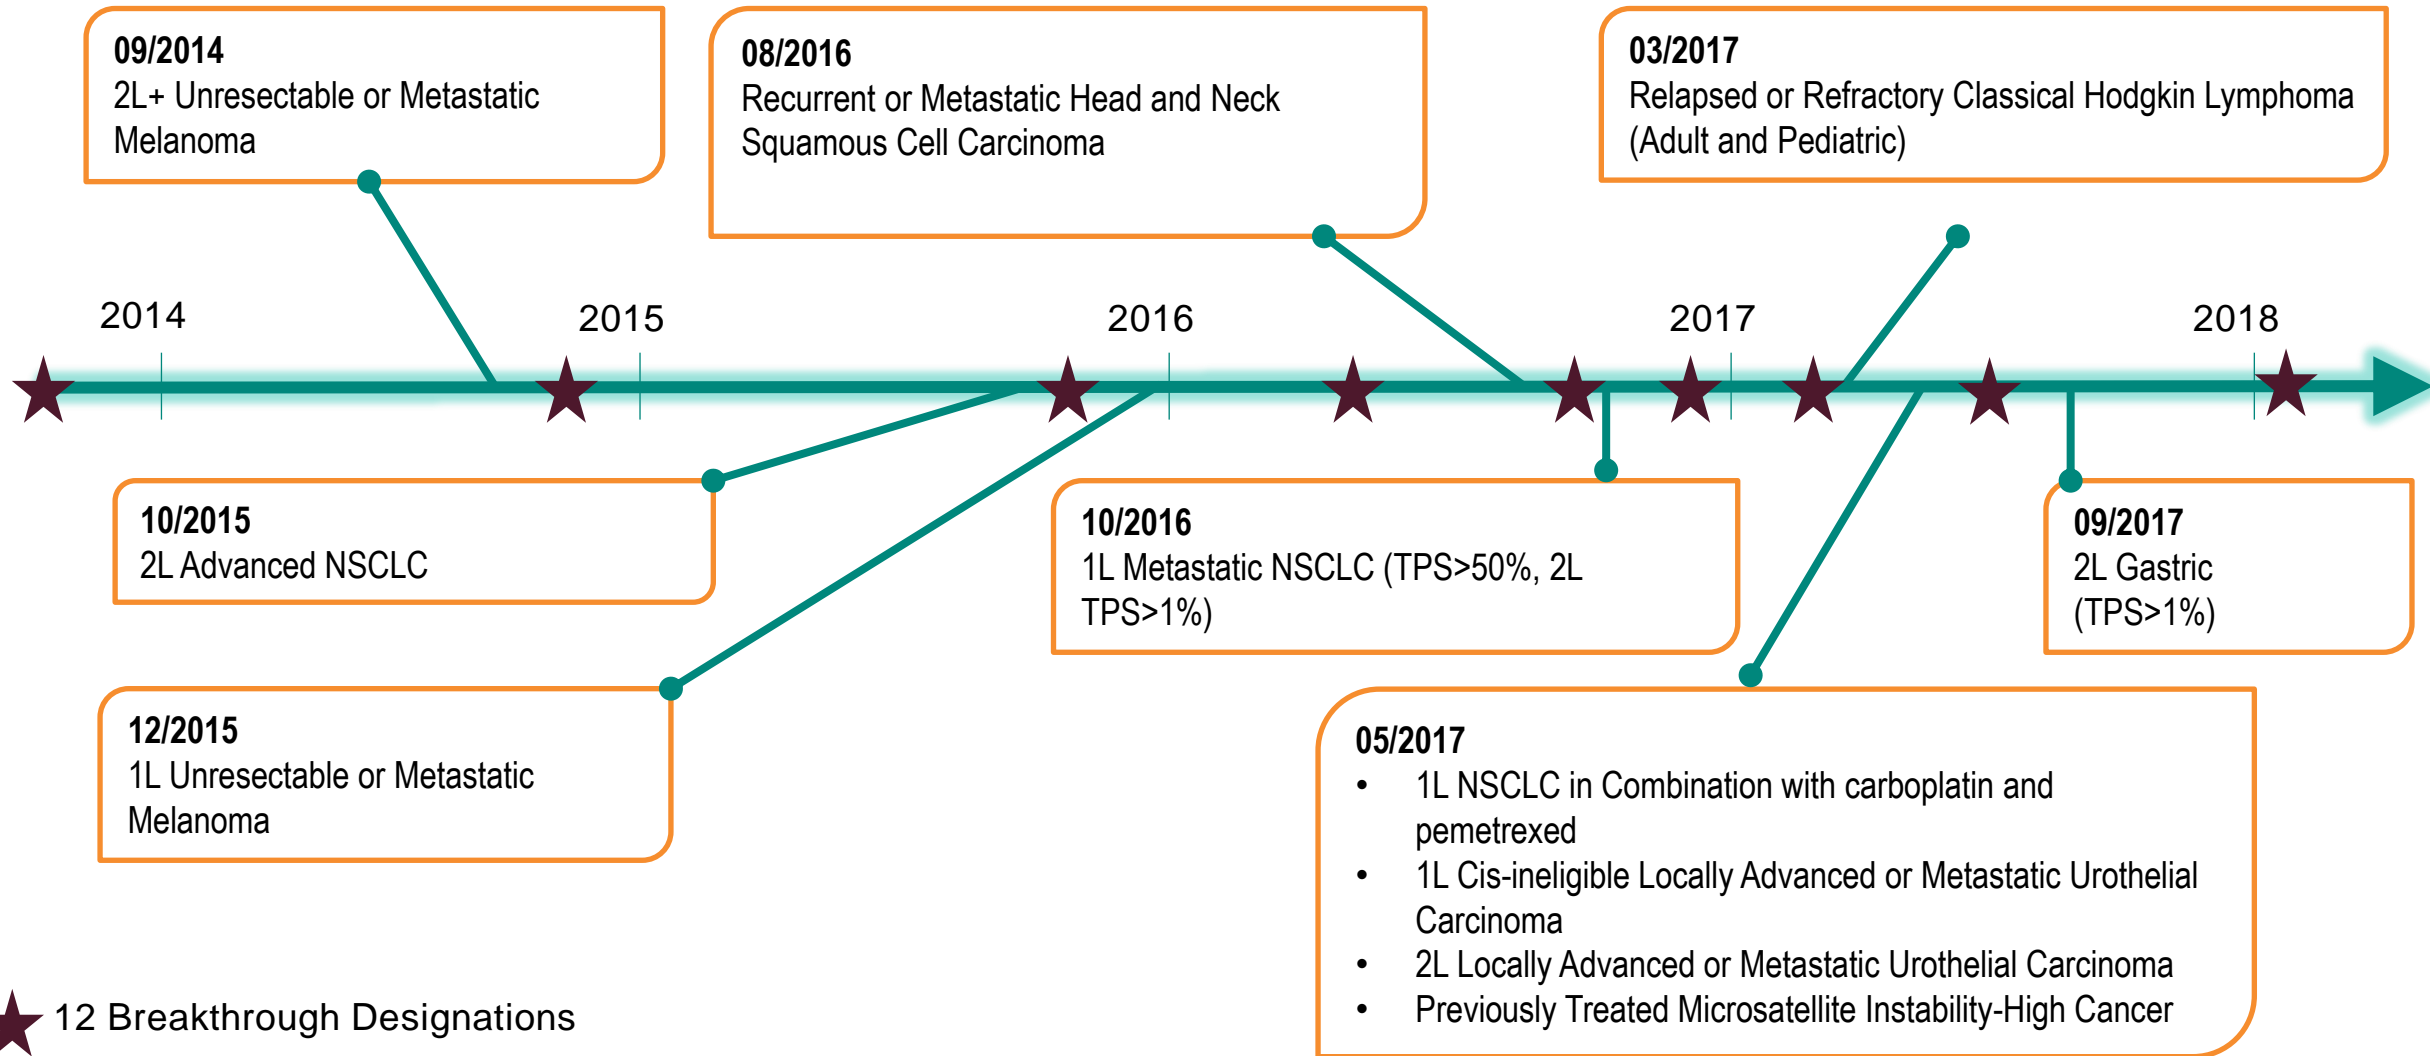 09/2014
2L+ Unresectable or Metastatic
Melanoma
08/2016
Recurrent or Metastatic Head and Neck
Squamous Cell Carcinoma
03/2017
Relapsed or Refractory Classical Hodgkin Lymphoma
(Adult and Pediatric)
2014
2015
2016
2017
2018
10/2015
2L Advanced NSCLC
10/2016
1L Metastatic NSCLC (TPS>50%, 2L
TPS>1%)
09/2017
2L Gastric
(TPS>1%)
12/2015
1L Unresectable or Metastatic
Melanoma
05/2017
• 1L NSCLC in Combination with carboplatin and
pemetrexed
• 1L Cis-ineligible Locally Advanced or Metastatic Urothelial
Carcinoma
• 2L Locally Advanced or Metastatic Urothelial Carcinoma
• Previously Treated Microsatellite Instability-High Cancer
12 Breakthrough Designations